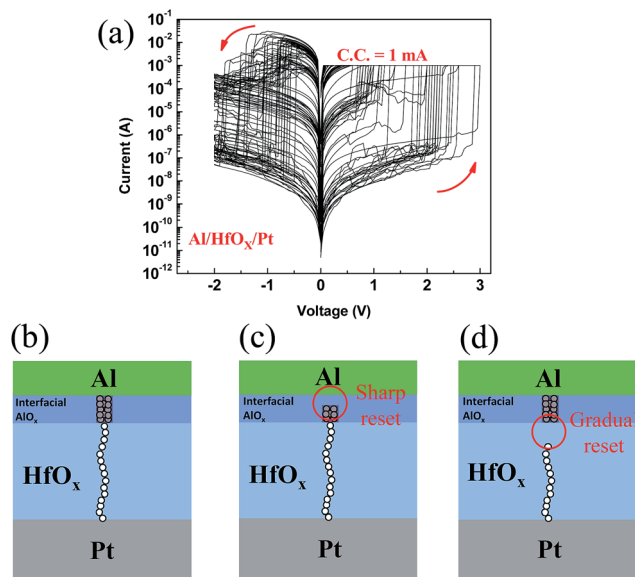 (a)
C.C. = 1 mA
Al/HfOX/Pt
Current (A)
10-1
10-2
10-3
10-4
10-5
10-6
10-7
10-8
10-9
10-10
10-11
10-12
-2 -1 0 1 2 3
Voltage (V)
(b)
Al
Interfacial
AlOx
HfOx
Pt
(c)
Al
Sharp
reset
Interfacial
AlOx
HfOx
Pt
(d)
Al
Interfacial
AlOx
Gradua
reset
HfOx
Pt